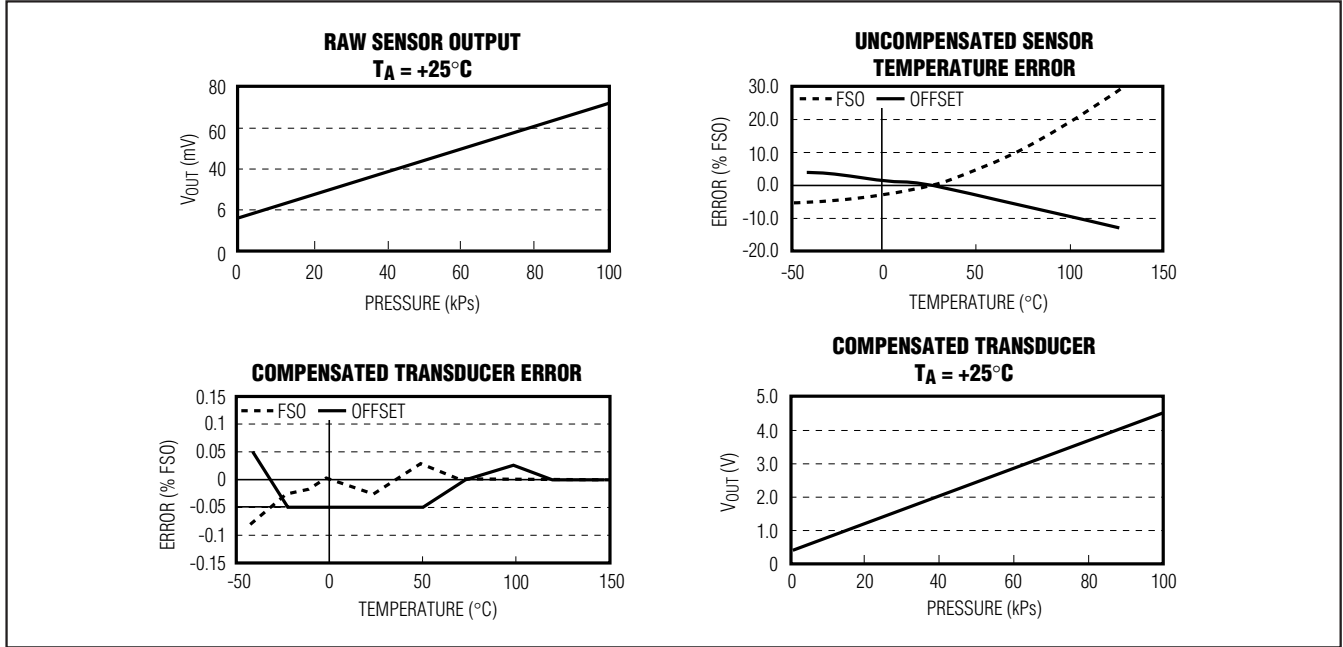 RAW SENSOR OUTPUT
TA = +25°C
80
60
40
6
0
VOUT (mV)
0 20 40 60 80 100
PRESSURE (kPs)
UNCOMPENSATED SENSOR
TEMPERATURE ERROR
FSO OFFSET
30.0
20.0
10.0
0.0
-10.0
-20.0
ERROR (% FSO)
-50 0 50 100 150
TEMPERATURE (°C)
COMPENSATED TRANSDUCER ERROR
FSO OFFSET
0.15
0.1
0.05
0
-0.05
-0.1
-0.15
ERROR (% FSO)
-50 0 50 100 150
TEMPERATURE (°C)
COMPENSATED TRANSDUCER
TA = +25°C
5.0
4.0
3.0
2.0
1.0
0
VOUT (V)
0 20 40 60 80 100
PRESSURE (kPs)